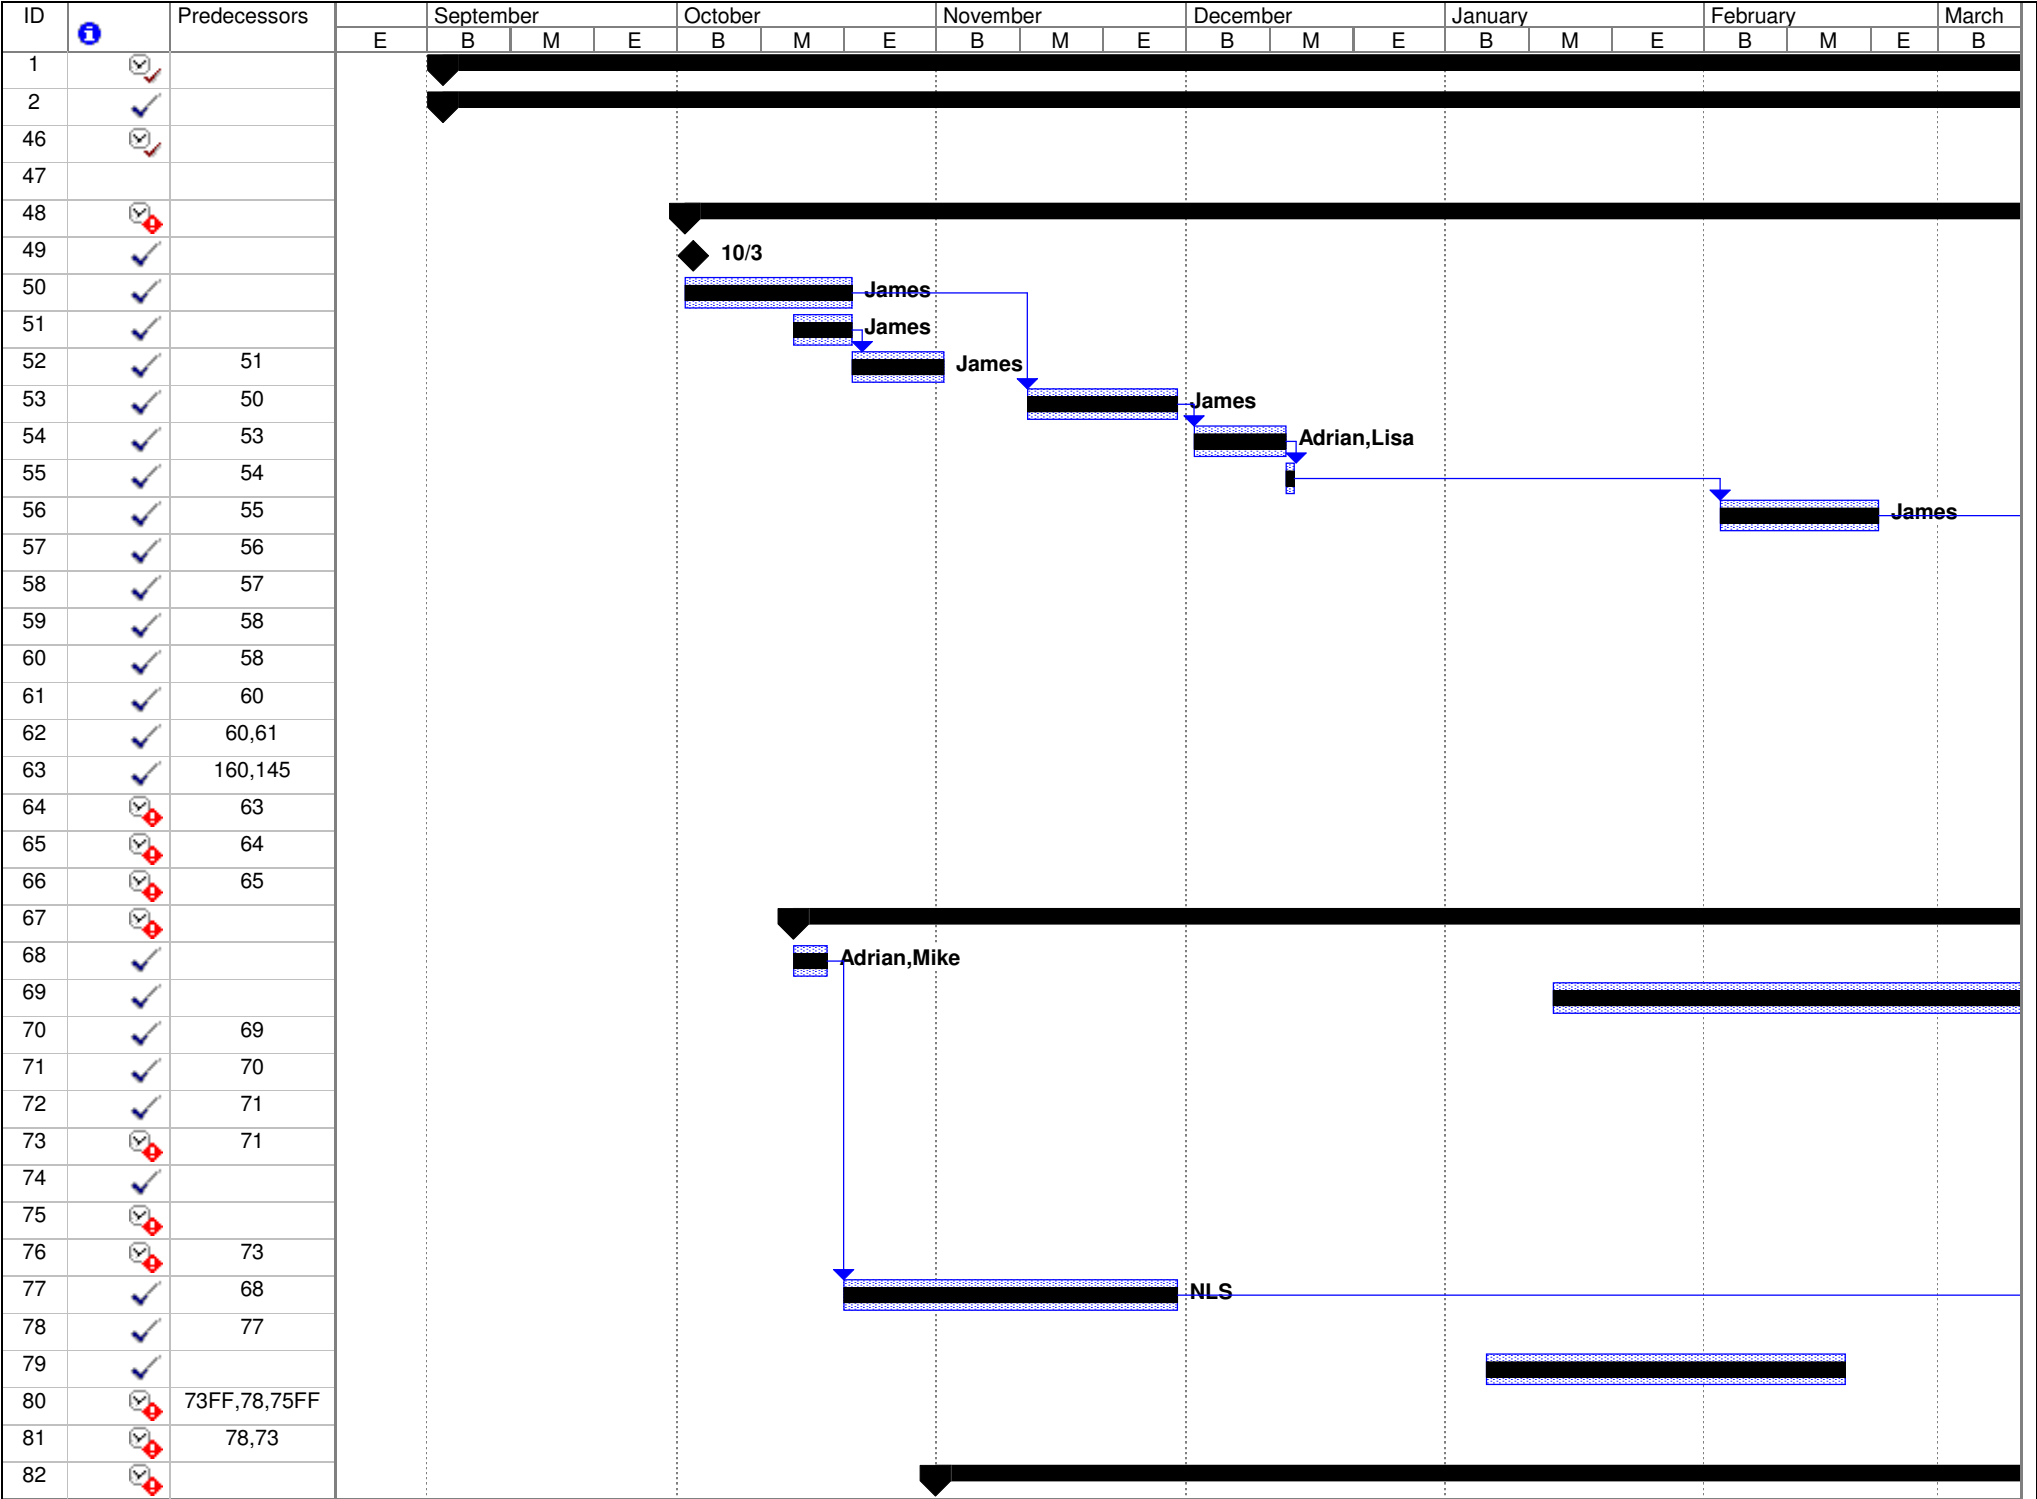 ID Predecessors September October November December January February March
E B M E B M E B M E B M E B M E B M E B
1
2
46
47
48
49 10/3
50 James
51 James
52 51 James
53 50 James
54 53 Adrian,Lisa
55 54
56 55 James
57 56
58 57
59 58
60 58
61 60
62 60,61
63 160,145
64 63
65 64
66 65
67
68 Adrian,Mike
69
70 69
71 70
72 71
73 71
74
75
76 73
77 68 NLS
78 77
79
80 73FF,78,75FF
81 78,73
82